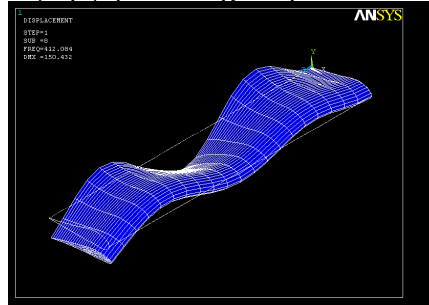 1
DISPLACEMENT
STEP=1
SUB =8
FREQ=412.084
DMX =150.432
ANSYS
Y
X